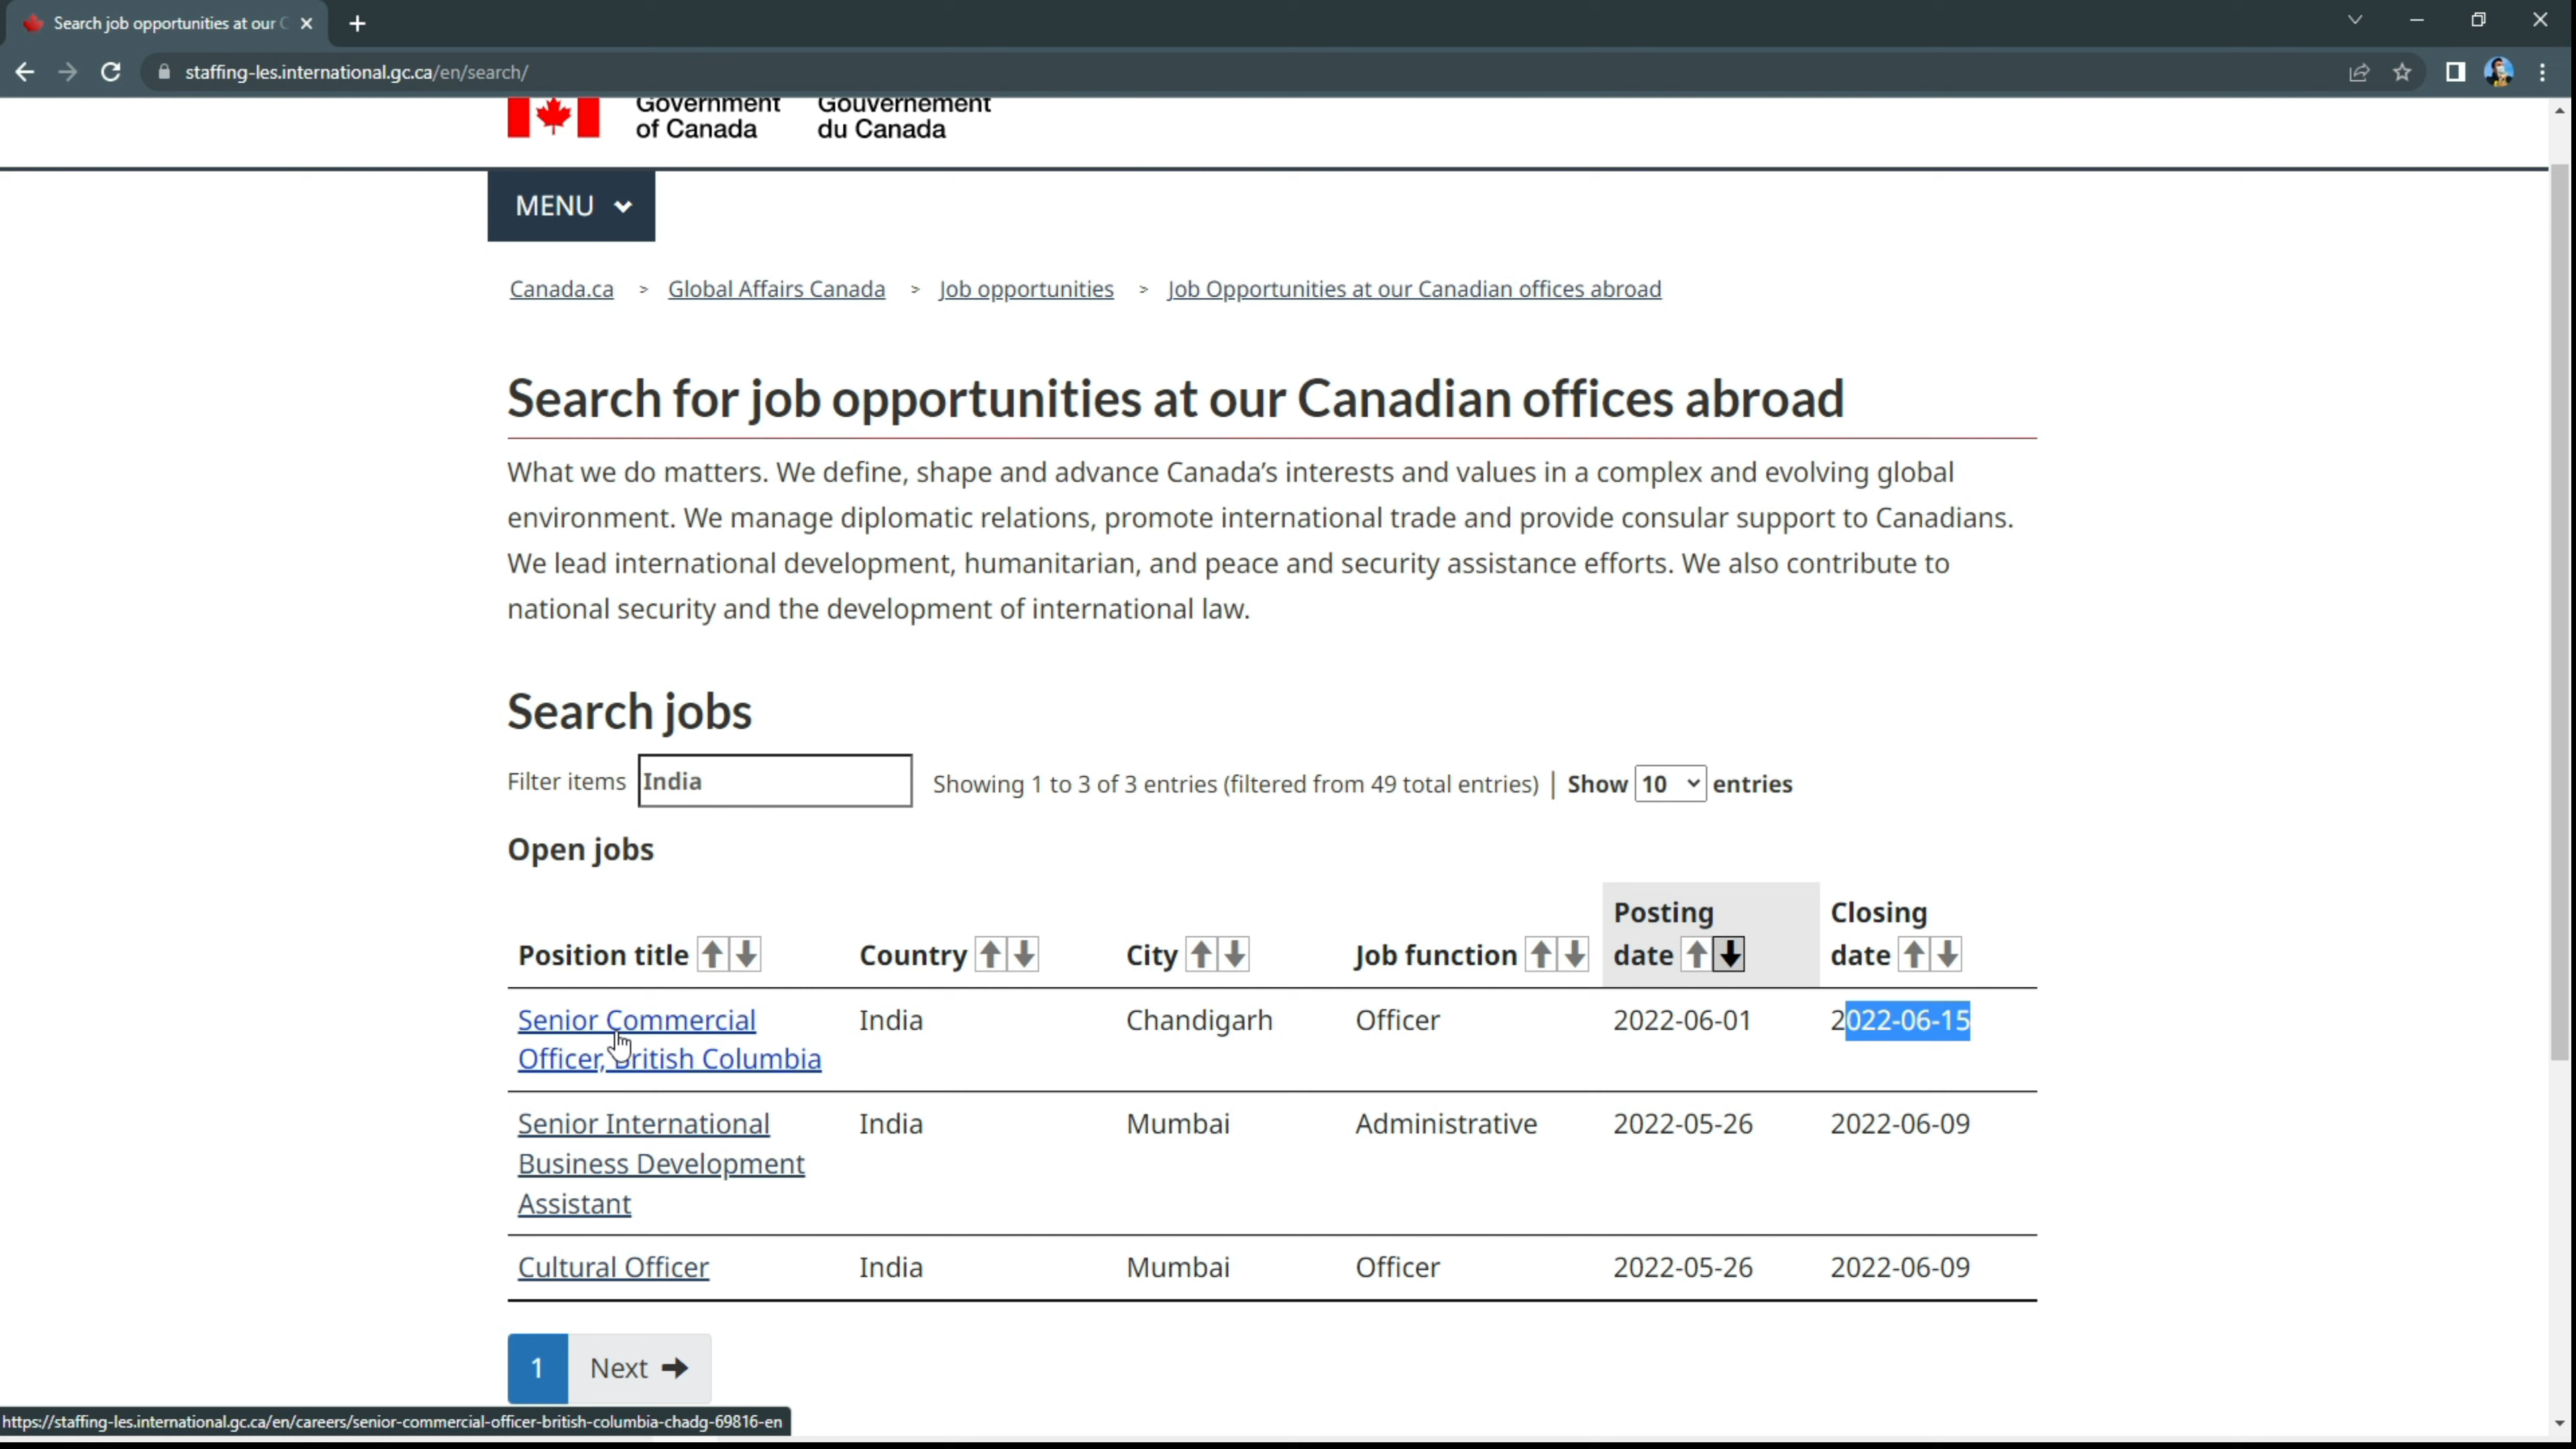 Search job opportunities at our C
staffing-les.international.gc.ca/en/search/
Government Gouvernement
of Canada du Canada
MENU
Canada.ca > Global Affairs Canada > Job opportunities > Job Opportunities at our Canadian offices abroad
Search for job opportunities at our Canadian offices abroad
What we do matters. We define, shape and advance Canada's interests and values in a complex and evolving global
environment. We manage diplomatic relations, promote international trade and provide consular support to Canadians.
We lead international development, humanitarian, and peace and security assistance efforts. We also contribute to
national security and the development of international law.
Search jobs
Filter items India Showing 1 to 3 of 3 entries (filtered from 49 total entries) | Show 10 entries
Open jobs
Posting Closing
Position title Country City Job function date date
Senior Commercial India Chandigarh Officer 2022-06-01 2022-06-15
Officer, British Columbia
Senior International India Mumbai Administrative 2022-05-26 2022-06-09
Business Development
Assistant
Cultural Officer India Mumbai Officer 2022-05-26 2022-06-09
1 Next
https://staffing-les.international.gc.ca/en/careers/senior-commercial-officer-british-columbia-chadg-69816-en